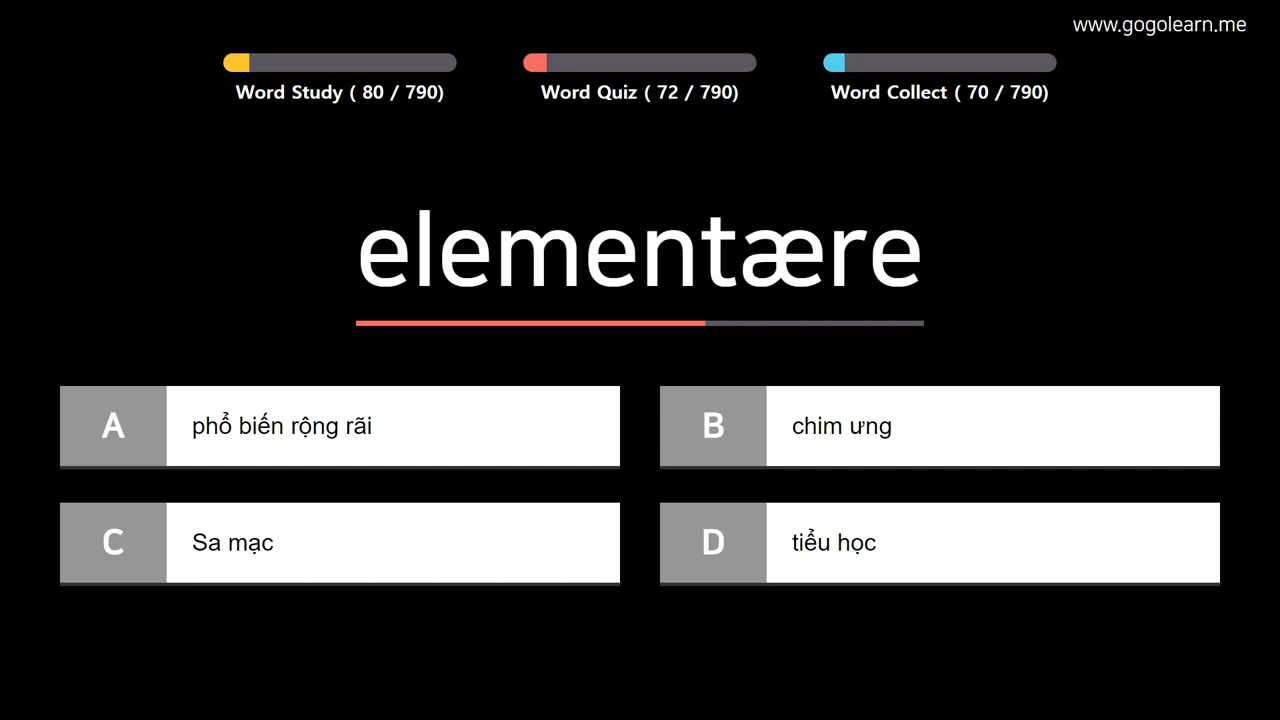 www.gogolearn.me
Word Study ( 80 / 790)
Word Quiz ( 72 / 790)
Word Collect ( 70 / 790)
elementære
A
phổ biến rộng rãi
B
chim ưng
C
Sa mạc
D
tiểu học